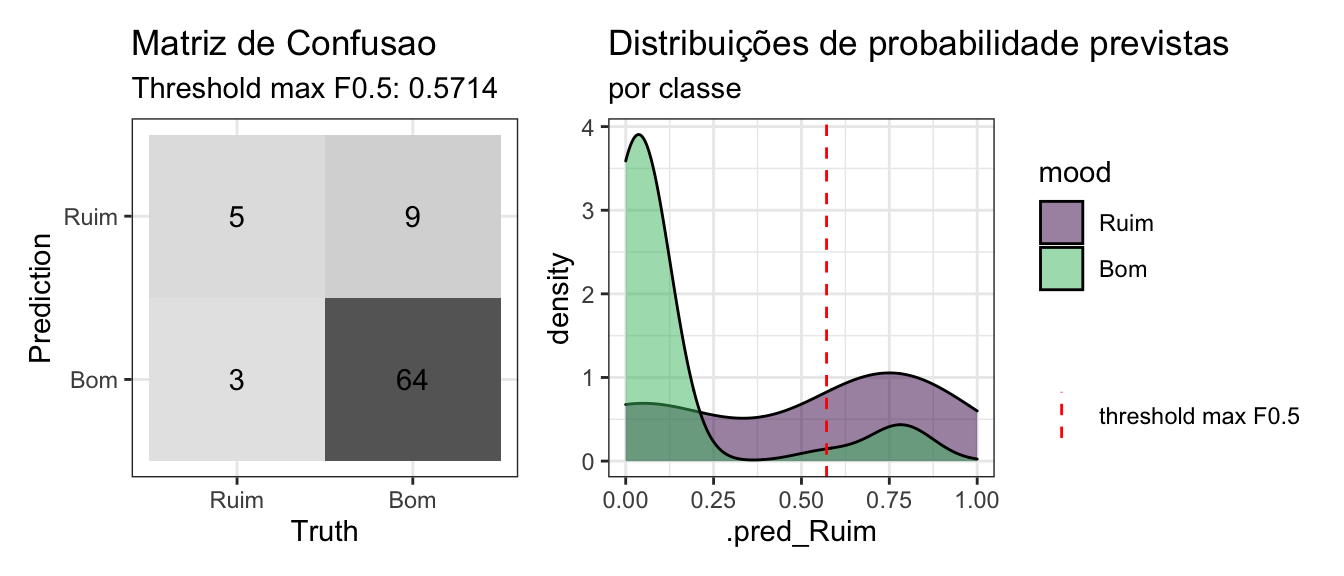 Matriz de Confusao
Threshold max F0.5: 0.5714
Prediction
Ruim
Bom
5
9
3
64
Ruim
Bom
Truth
Distribuições de probabilidade previstas
por classe
density
4
3
2
1
0
0.00
0.25
0.50
0.75
1.00
.pred_Ruim
mood
Ruim
Bom
threshold max F0.5